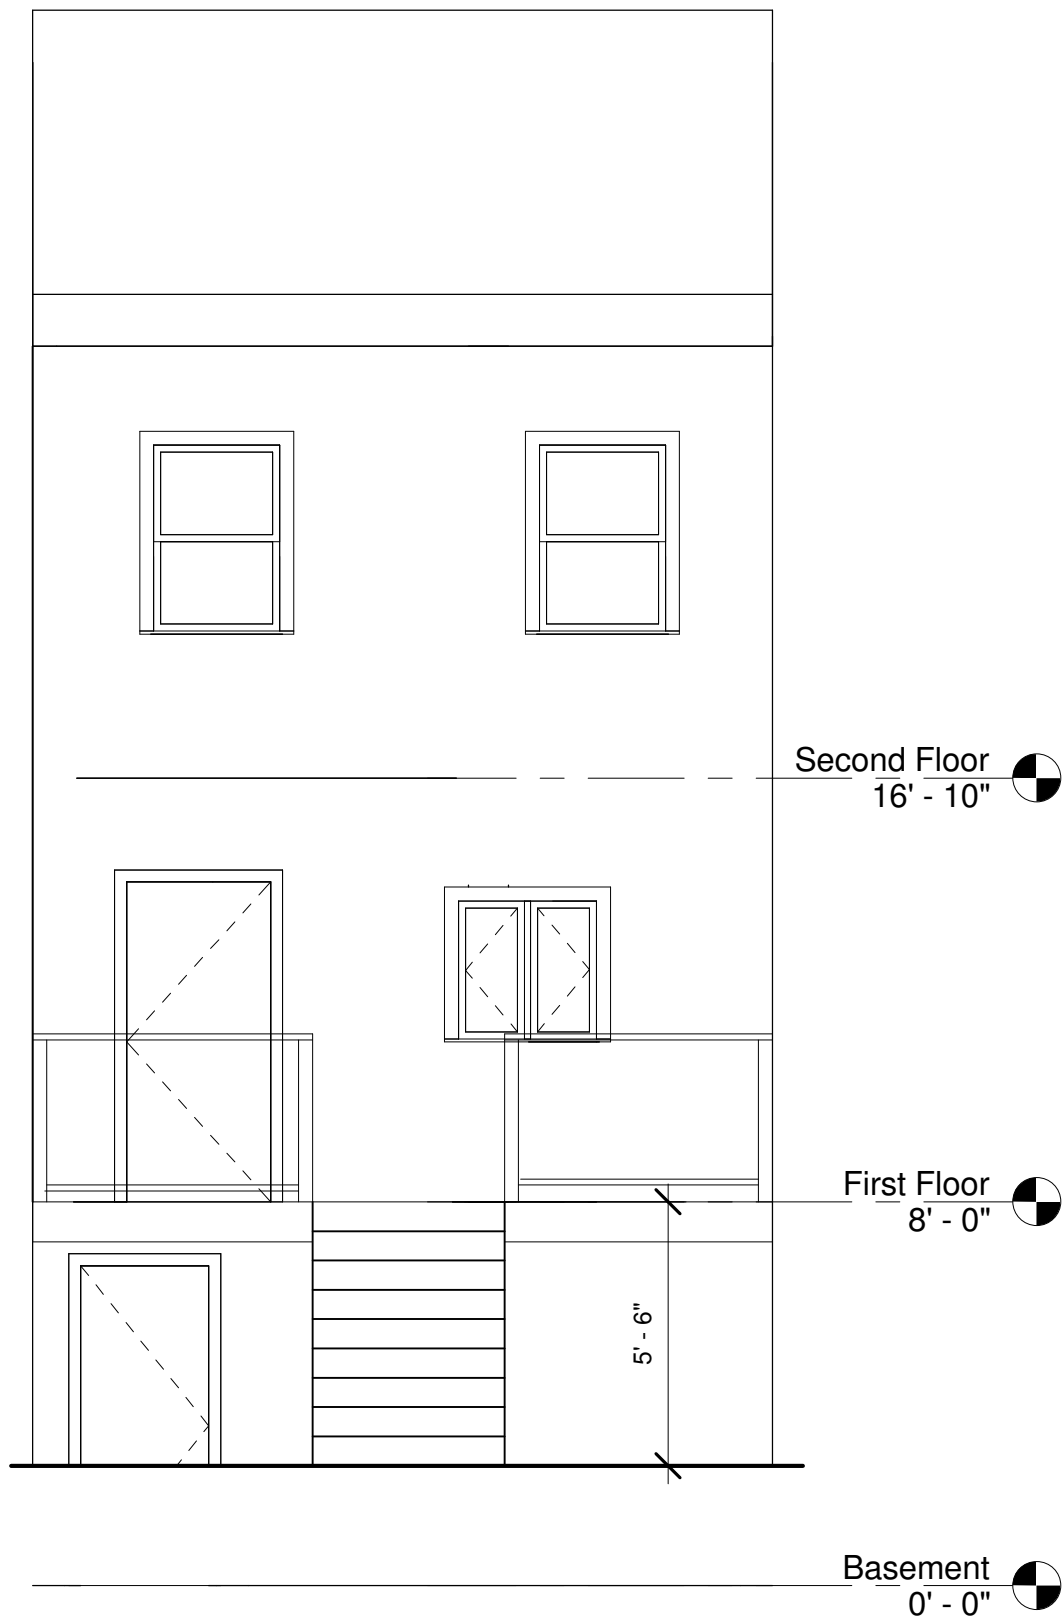 Second Floor
16' - 10"
First Floor
8' - 0"
5' - 6"
Basement
0' - 0"